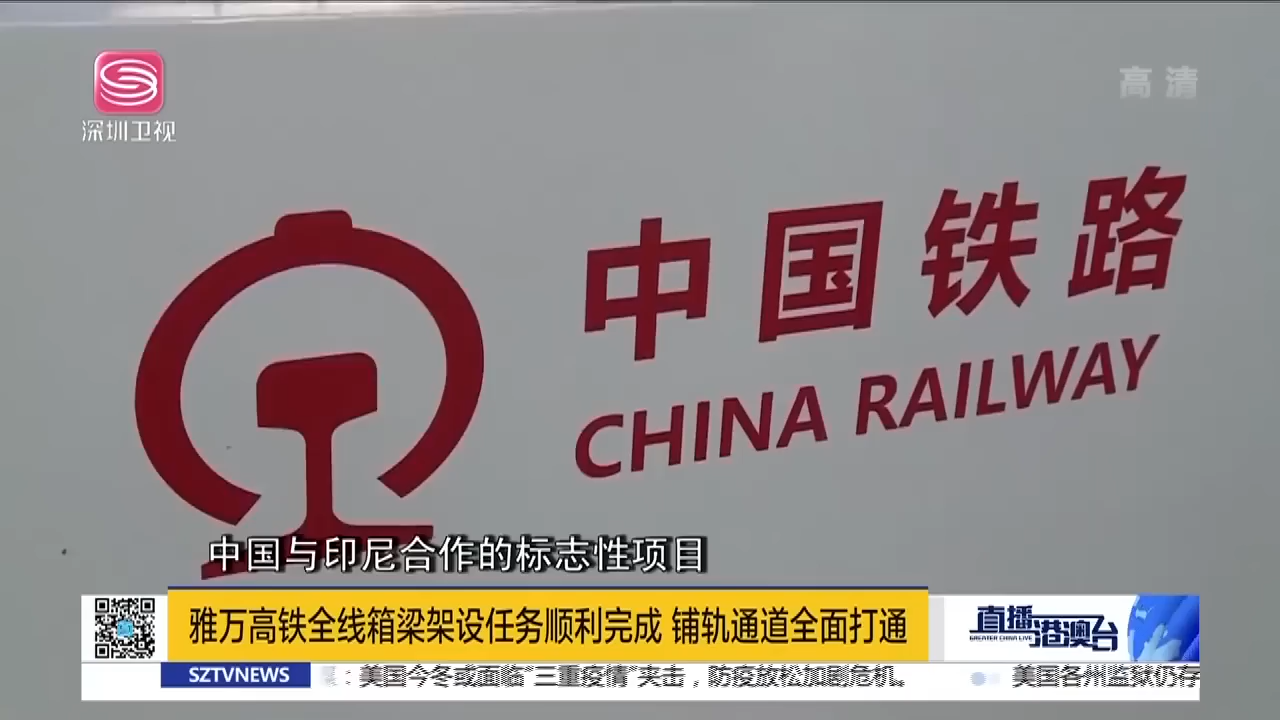 深圳卫视
高清
中国铁路
CHINA RAILWAY
中国与印尼合作的标志性项目
雅万高铁全线箱梁架设任务顺利完成 铺轨通道全面打通
直播港澳台
GREATER CHINA LIVE
SZTVNEWS
：美国今冬或面临“三重疫情”夹击，防疫放松加剧危机。
美国各州监狱仍存